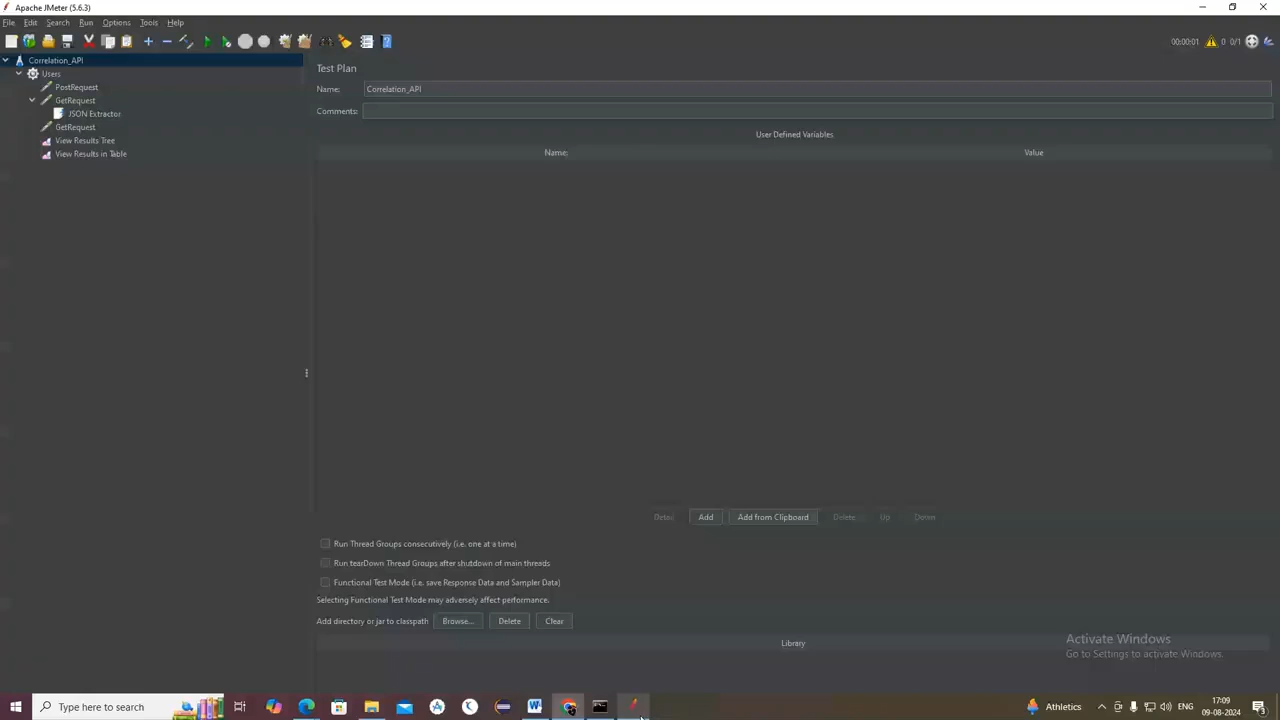 Apache JMeter (5.6.3)
File Edit Search Run Options Tools Help
00:00:01 0 0/1
Correlation_API
Users
PostRequest
GetRequest
JSON Extractor
GetRequest
View Results Tree
View Results in Table
Test Plan
Name: Correlation_API
Comments:
User Defined Variables
Name: Value
Detail Add Add from Clipboard Delete Up Down
Run Thread Groups consecutively (i.e. one at a time)
Run tearDown Thread Groups after shutdown of main threads
Functional Test Mode (i.e. save Response Data and Sampler Data)
Selecting Functional Test Mode may adversely affect performance.
Add directory or jar to classpath Browse... Delete Clear
Library
Activate Windows
Go to Settings to activate Windows.
Type here to search
Athletics
17:09
09-08-2024